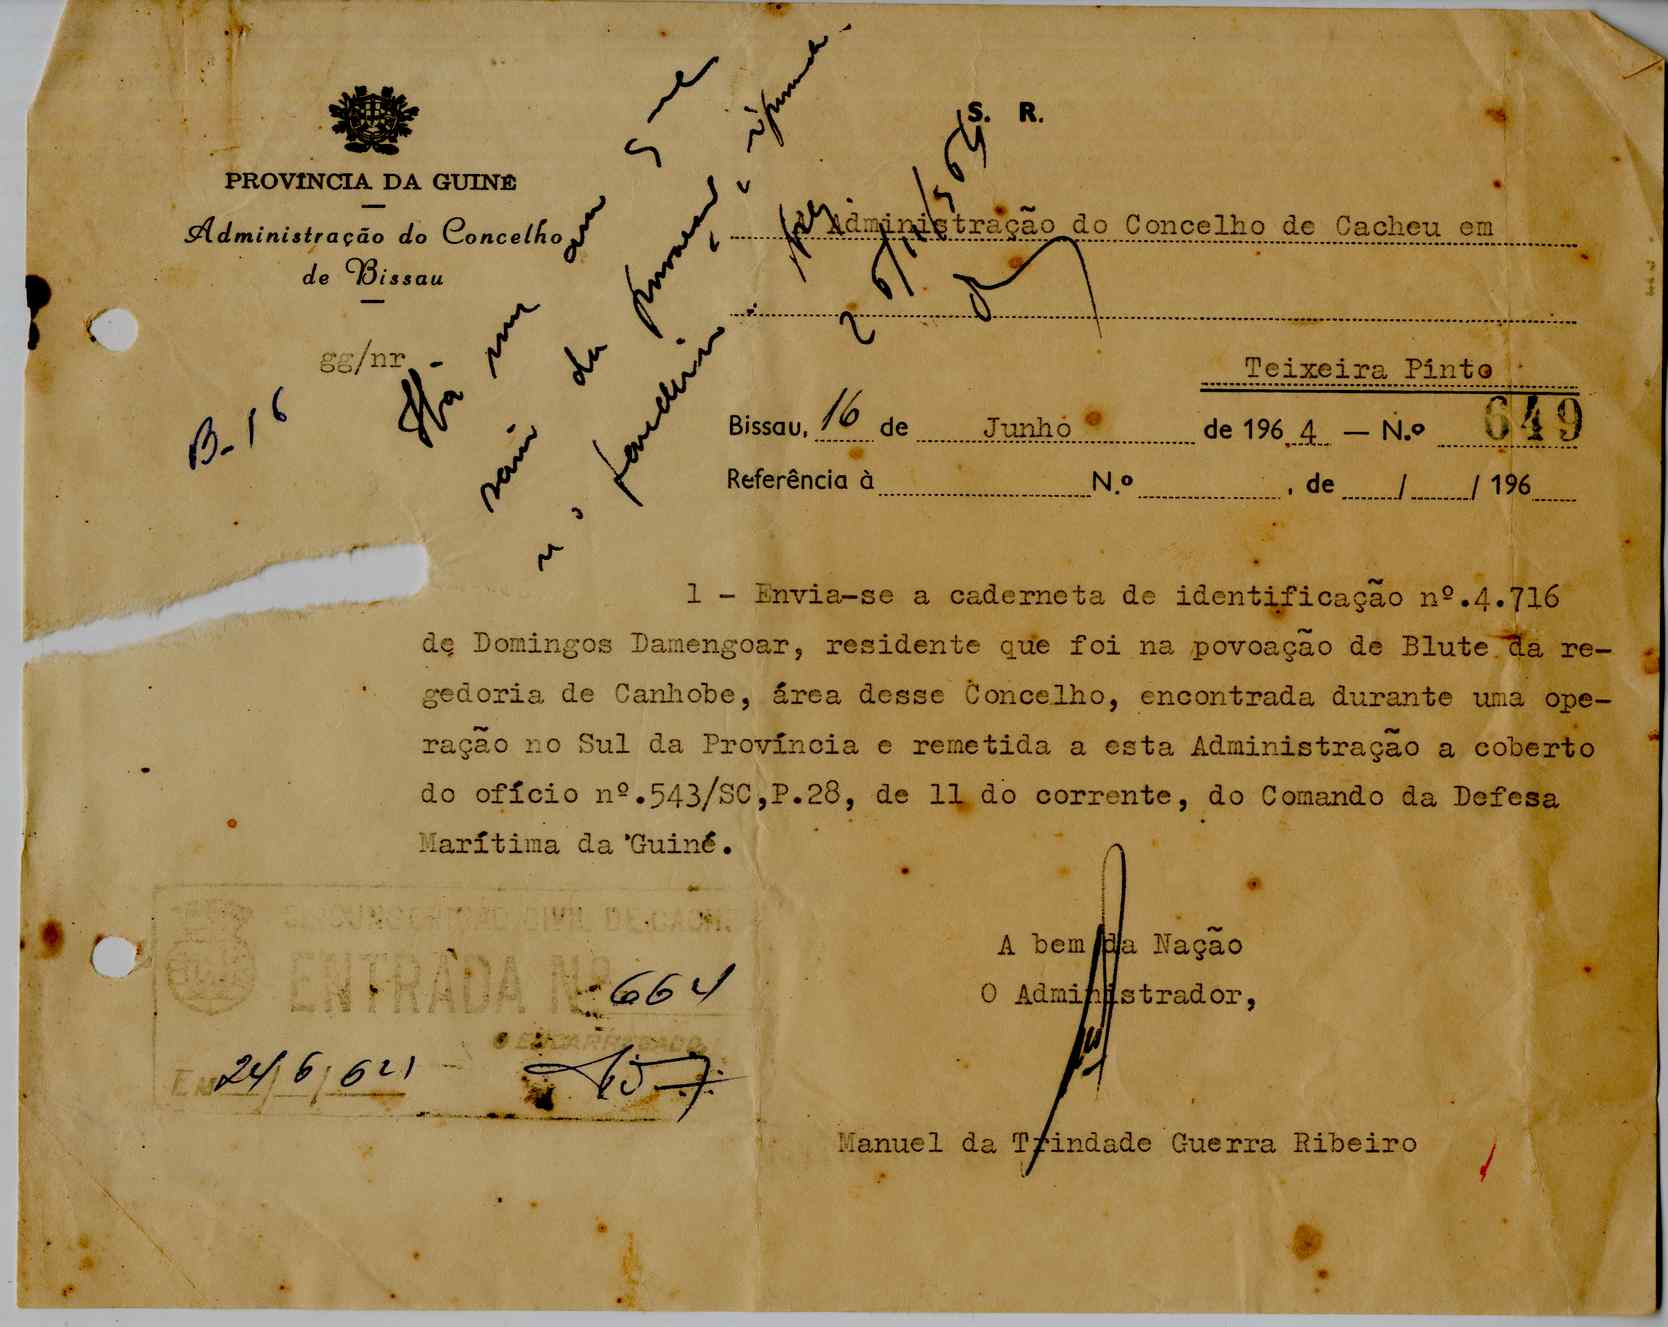 S. R.
PROVÍNCIA DA GUINÉ
Administração do Concelho
de Bissau
Administração do Concelho de Cacheu em
gg/nr
Teixeira Pinto
B-16
Bissau, 16 de Junho de 1964 — N.º 649
Referência à N.º , de / / 196
1 - Envia-se a caderneta de identificação nº.4.716
de Domingos Damengoar, residente que foi na povoação de Blute da re-
gedoria de Canhobe, área desse Concelho, encontrada durante uma ope-
ração no Sul da Província e remetida a esta Administração a coberto
do ofício nº.543/SC,P.28, de 11 do corrente, do Comando da Defesa
Marítima da Guiné.
A bem da Nação
O Administrador,
Manuel da Trindade Guerra Ribeiro
ENTRADA Nº 664
O ENCARREGADO
Em 24/6/64